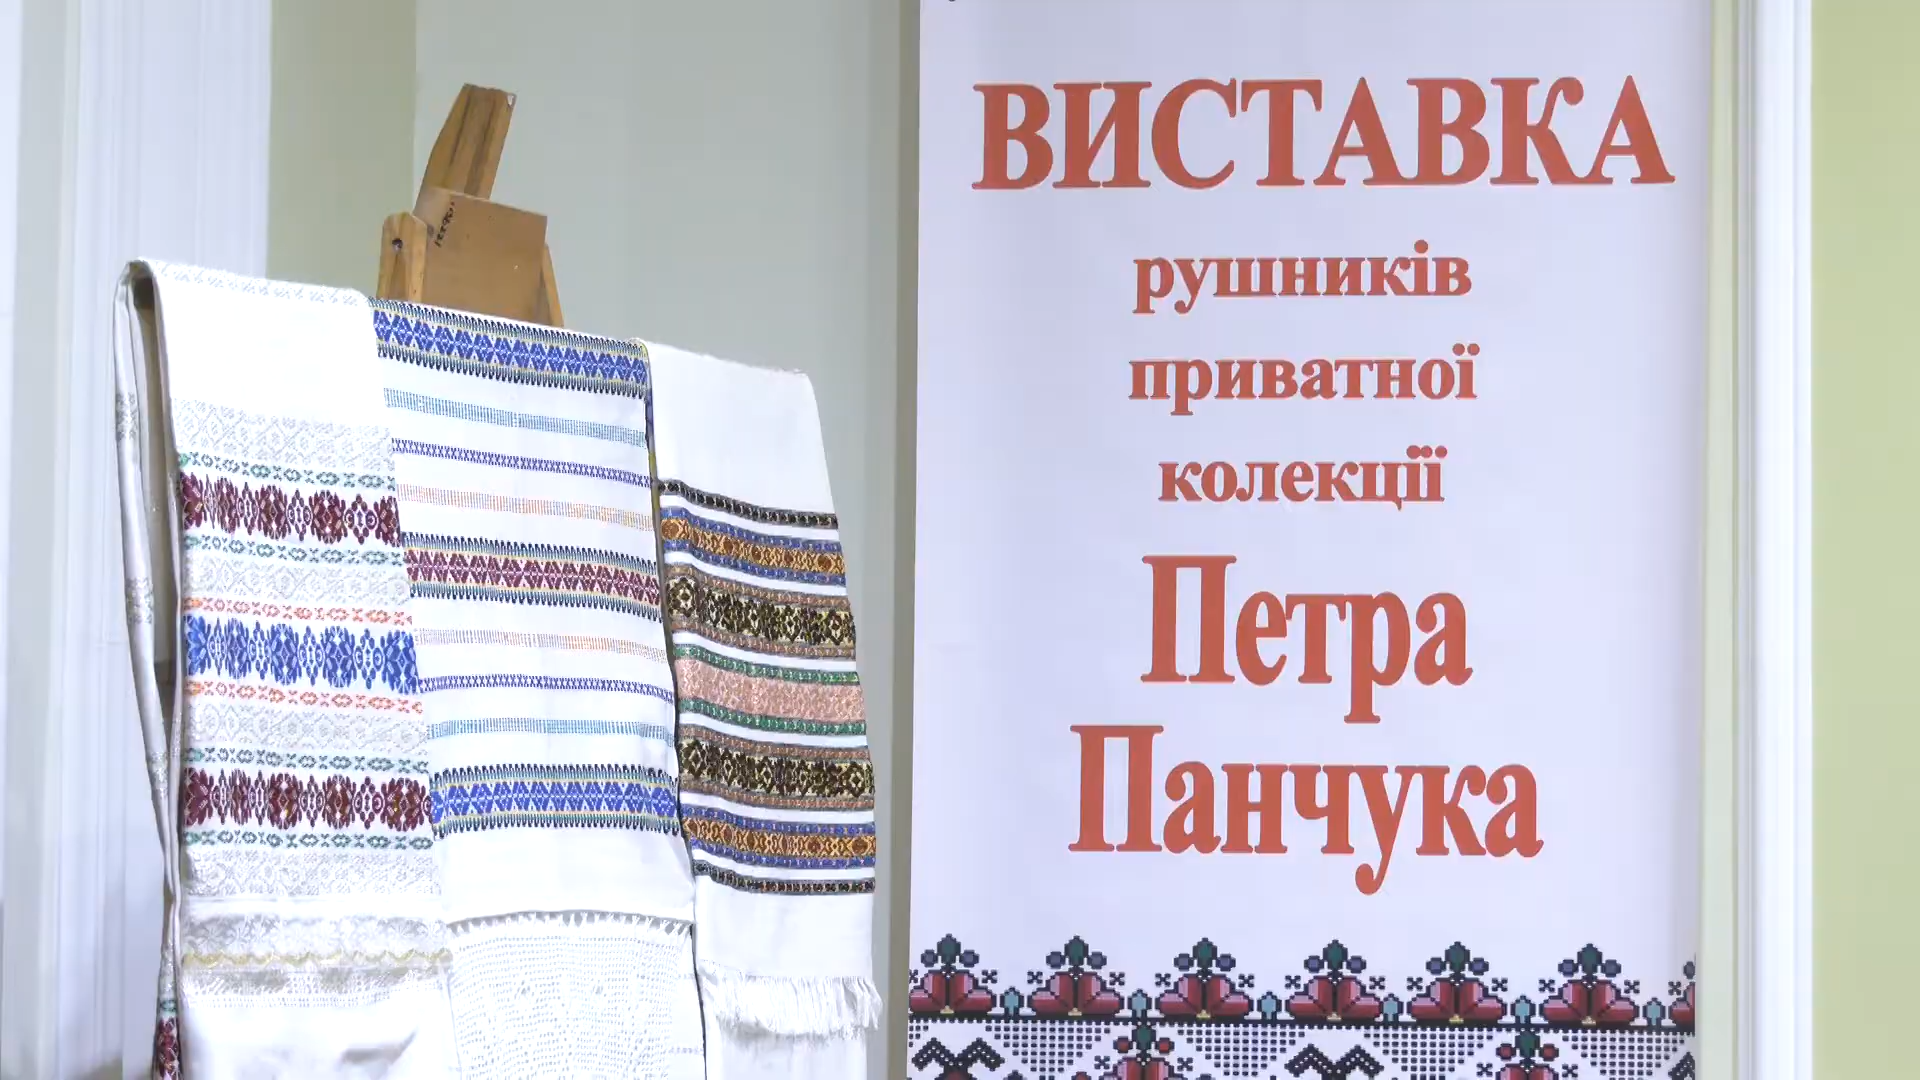 ВИСТАВКА
рушників
приватної
колекції
Петра
Панчука